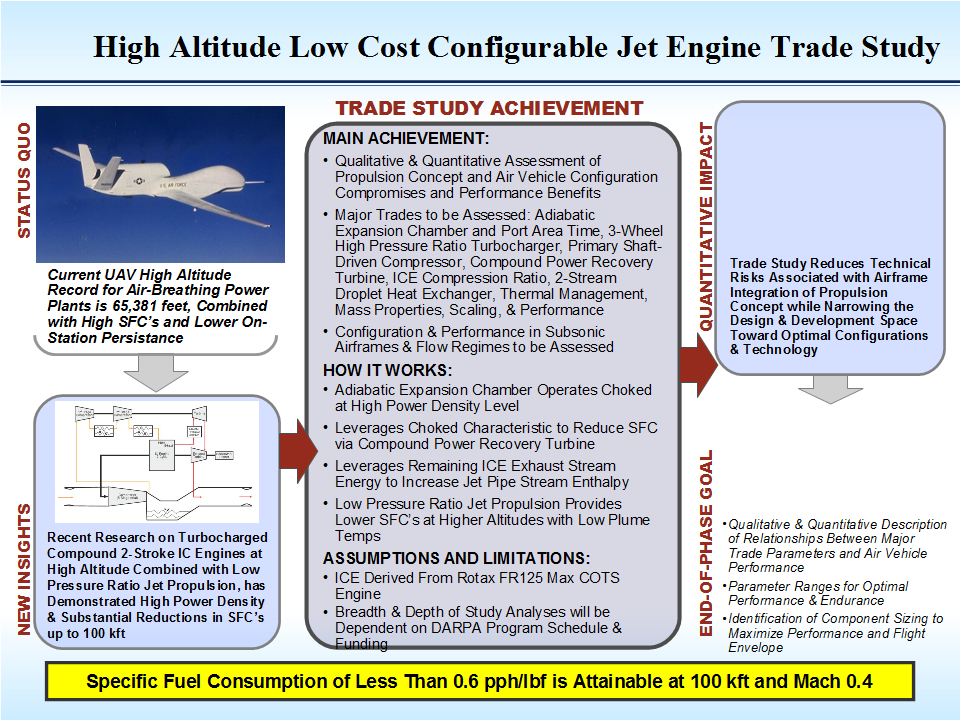 High Altitude Low Cost Configurable Jet Engine Trade Study
STATUS QUO
U.S. AIR FORCE
Current UAV High Altitude
Record for Air-Breathing Power
Plants is 65,381 feet, Combined
with High SFC's and Lower On-
Station Persistance
NEW INSIGHTS
Recent Research on Turbocharged
Compound 2-Stroke IC Engines at
High Altitude Combined with Low
Pressure Ratio Jet Propulsion, has
Demonstrated High Power Density
& Substantial Reductions in SFC's
up to 100 kft
TRADE STUDY ACHIEVEMENT
MAIN ACHIEVEMENT:
• Qualitative & Quantitative Assessment of
Propulsion Concept and Air Vehicle Configuration
Compromises and Performance Benefits
• Major Trades to be Assessed: Adiabatic
Expansion Chamber and Port Area Time, 3-Wheel
High Pressure Ratio Turbocharger, Primary Shaft-
Driven Compressor, Compound Power Recovery
Turbine, ICE Compression Ratio, 2-Stream
Droplet Heat Exchanger, Thermal Management,
Mass Properties, Scaling, & Performance
• Configuration & Performance in Subsonic
Airframes & Flow Regimes to be Assessed
HOW IT WORKS:
• Adiabatic Expansion Chamber Operates Choked
at High Power Density Level
• Leverages Choked Characteristic to Reduce SFC
via Compound Power Recovery Turbine
• Leverages Remaining ICE Exhaust Stream
Energy to Increase Jet Pipe Stream Enthalpy
• Low Pressure Ratio Jet Propulsion Provides
Lower SFC's at Higher Altitudes with Low Plume
Temps
ASSUMPTIONS AND LIMITATIONS:
• ICE Derived From Rotax FR125 Max COTS
Engine
• Breadth & Depth of Study Analyses will be
Dependent on DARPA Program Schedule &
Funding
QUANTITATIVE IMPACT
Trade Study Reduces Technical
Risks Associated with Airframe
Integration of Propulsion
Concept while Narrowing the
Design & Development Space
Toward Optimal Configurations
& Technology
END-OF-PHASE GOAL
• Qualitative & Quantitative Description
of Relationships Between Major
Trade Parameters and Air Vehicle
Performance
• Parameter Ranges for Optimal
Performance & Endurance
• Identification of Component Sizing to
Maximize Performance and Flight
Envelope
Specific Fuel Consumption of Less Than 0.6 pph/lbf is Attainable at 100 kft and Mach 0.4